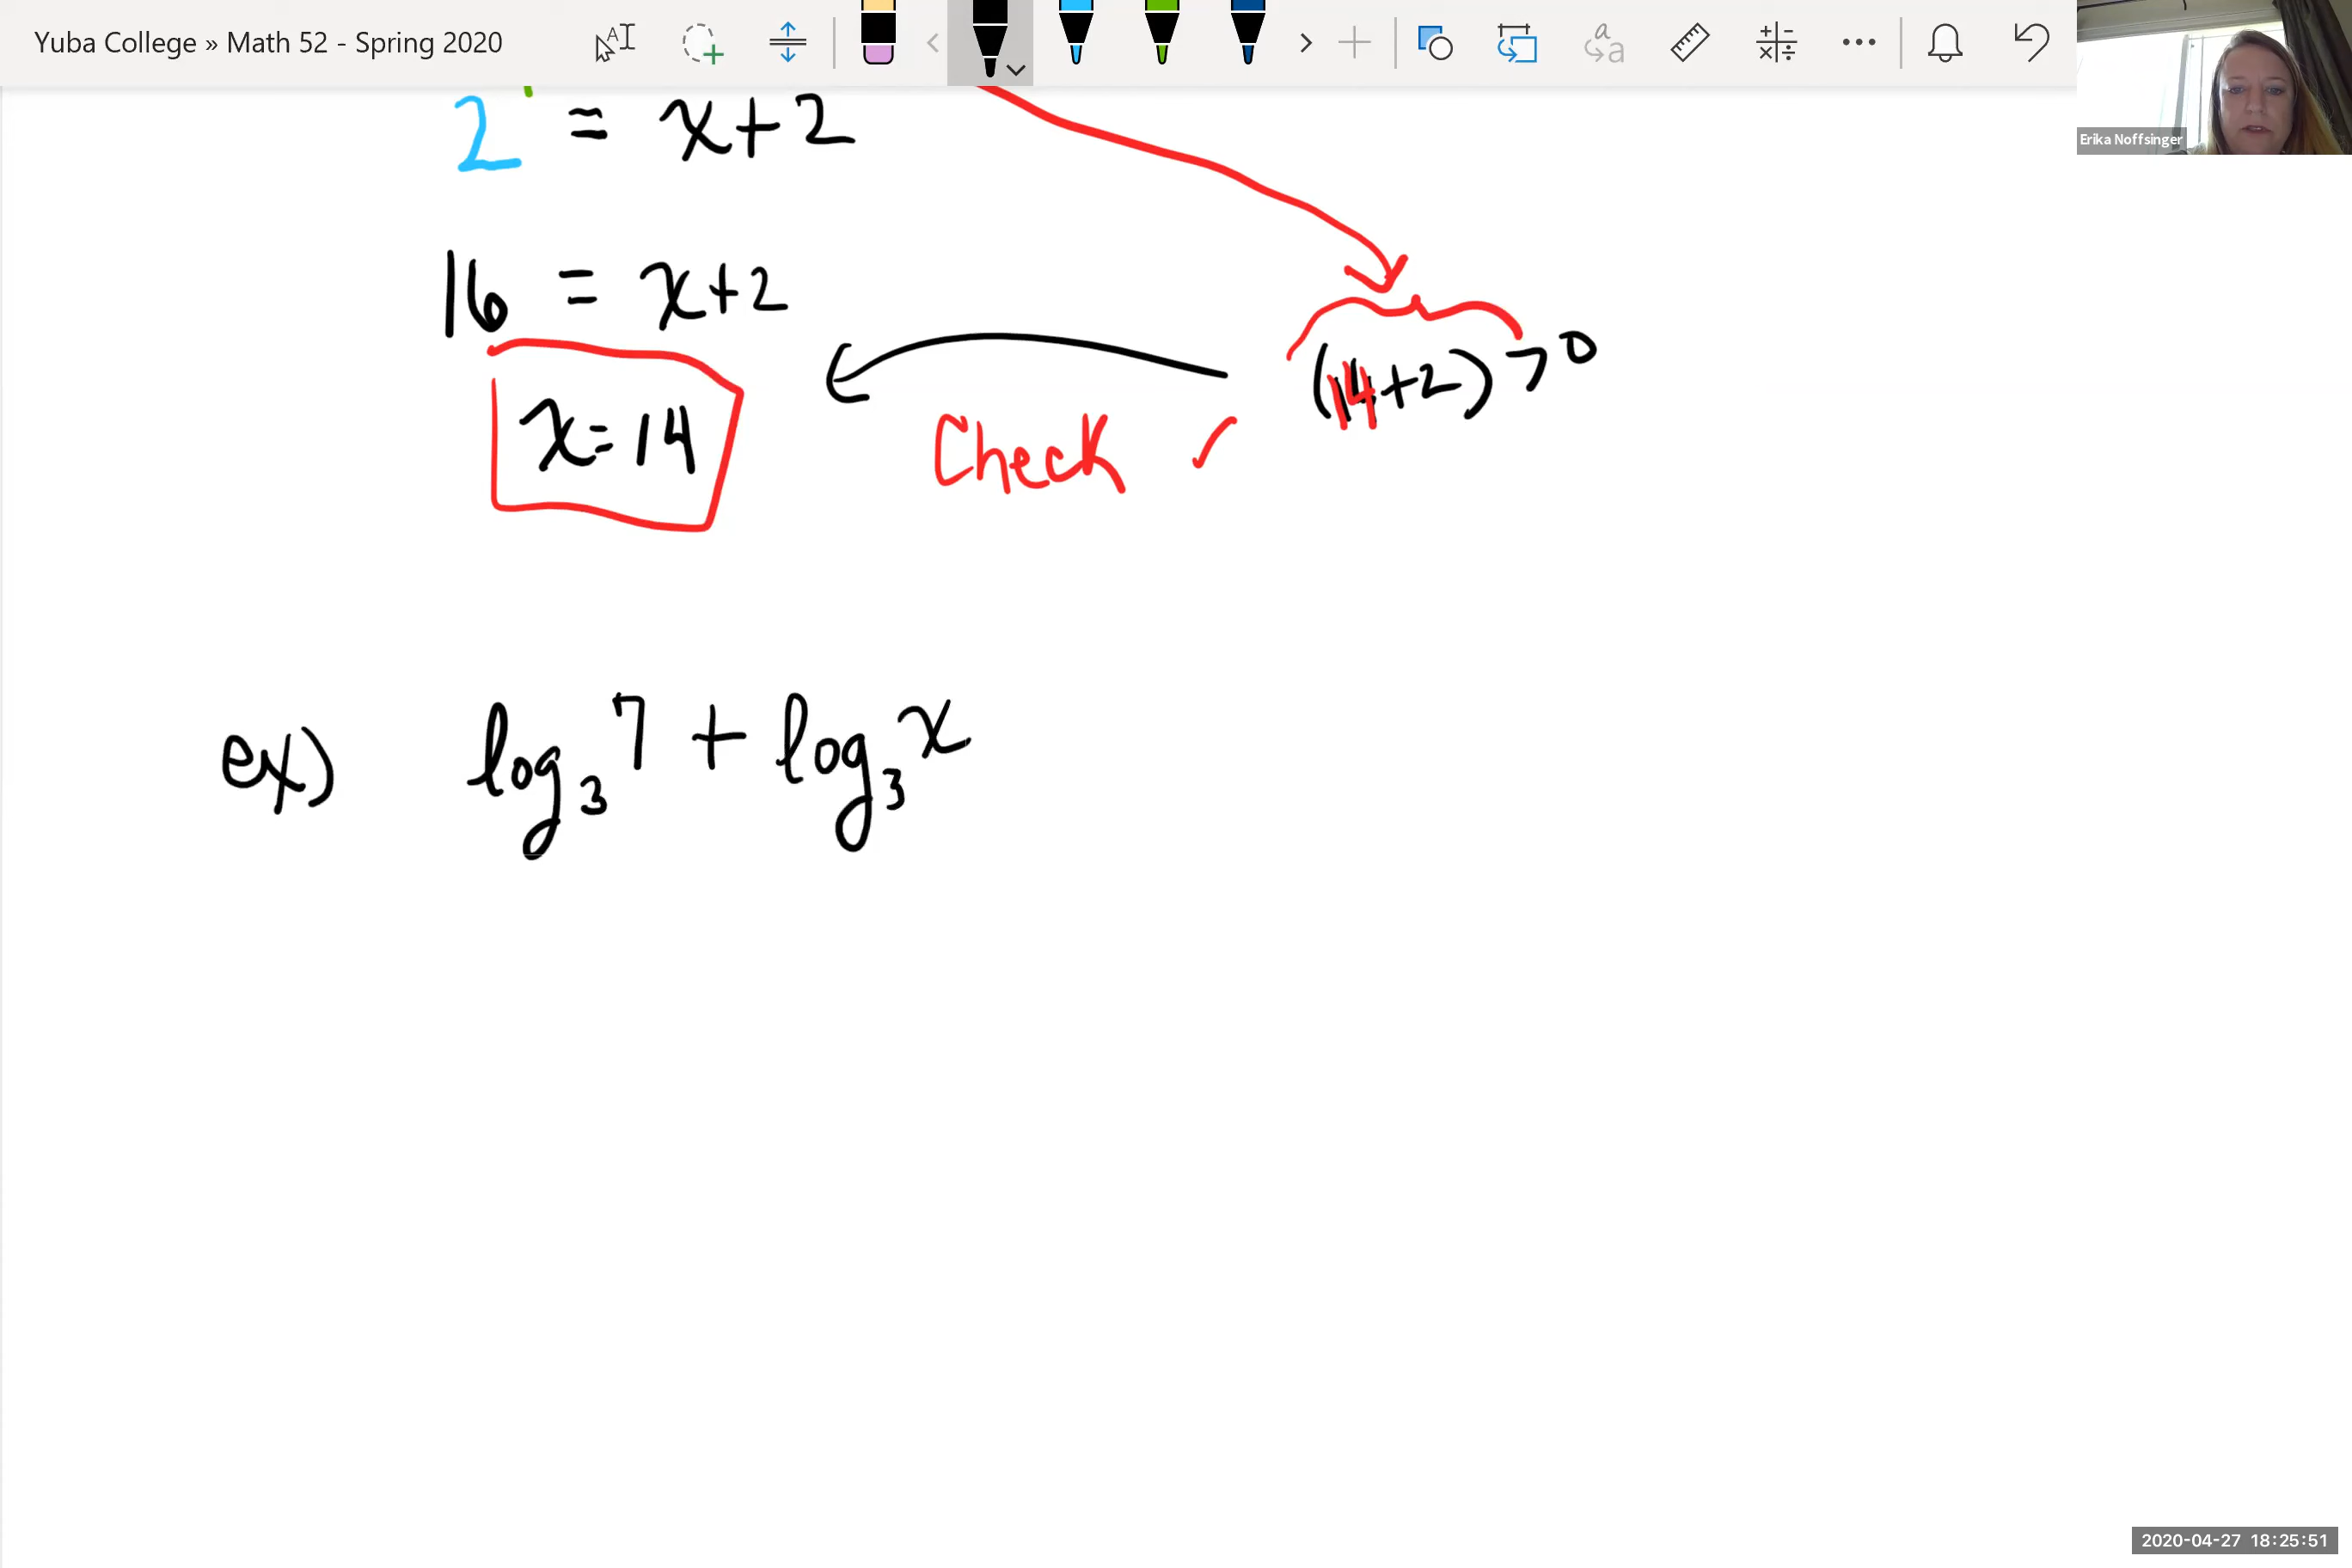 Yuba College » Math 52 - Spring 2020
Erika Noffsinger
2 = x+2
16 = x+2
(14+2) >0
x=14
Check ✓
ex) log₃7 + log₃x
2020-04-27 18:25:51